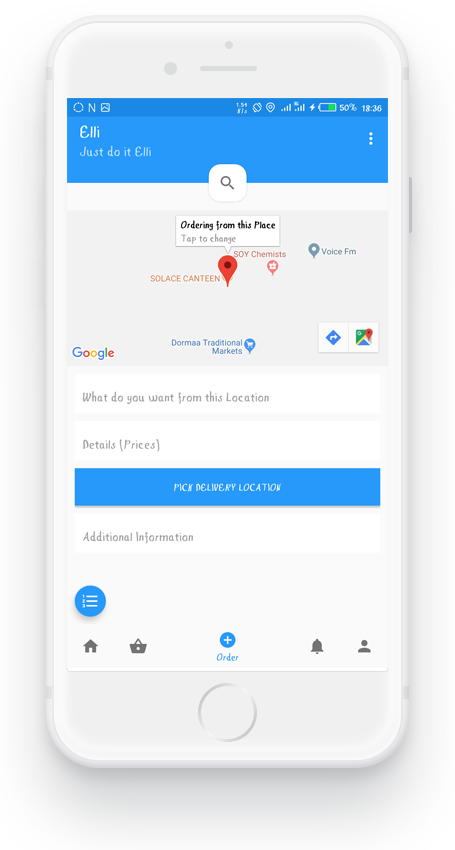 N 1.54 K/s 50% 18:36
Elli
Just do it Elli
Ordering from this Place
Tap to change
SOY Chemists
Voice Fm
SOLACE CANTEEN
Dormaa Traditional
Markets
Google
What do you want from this Location
Details (Prices)
PICK DELIVERY LOCATION
Additional Information
Order